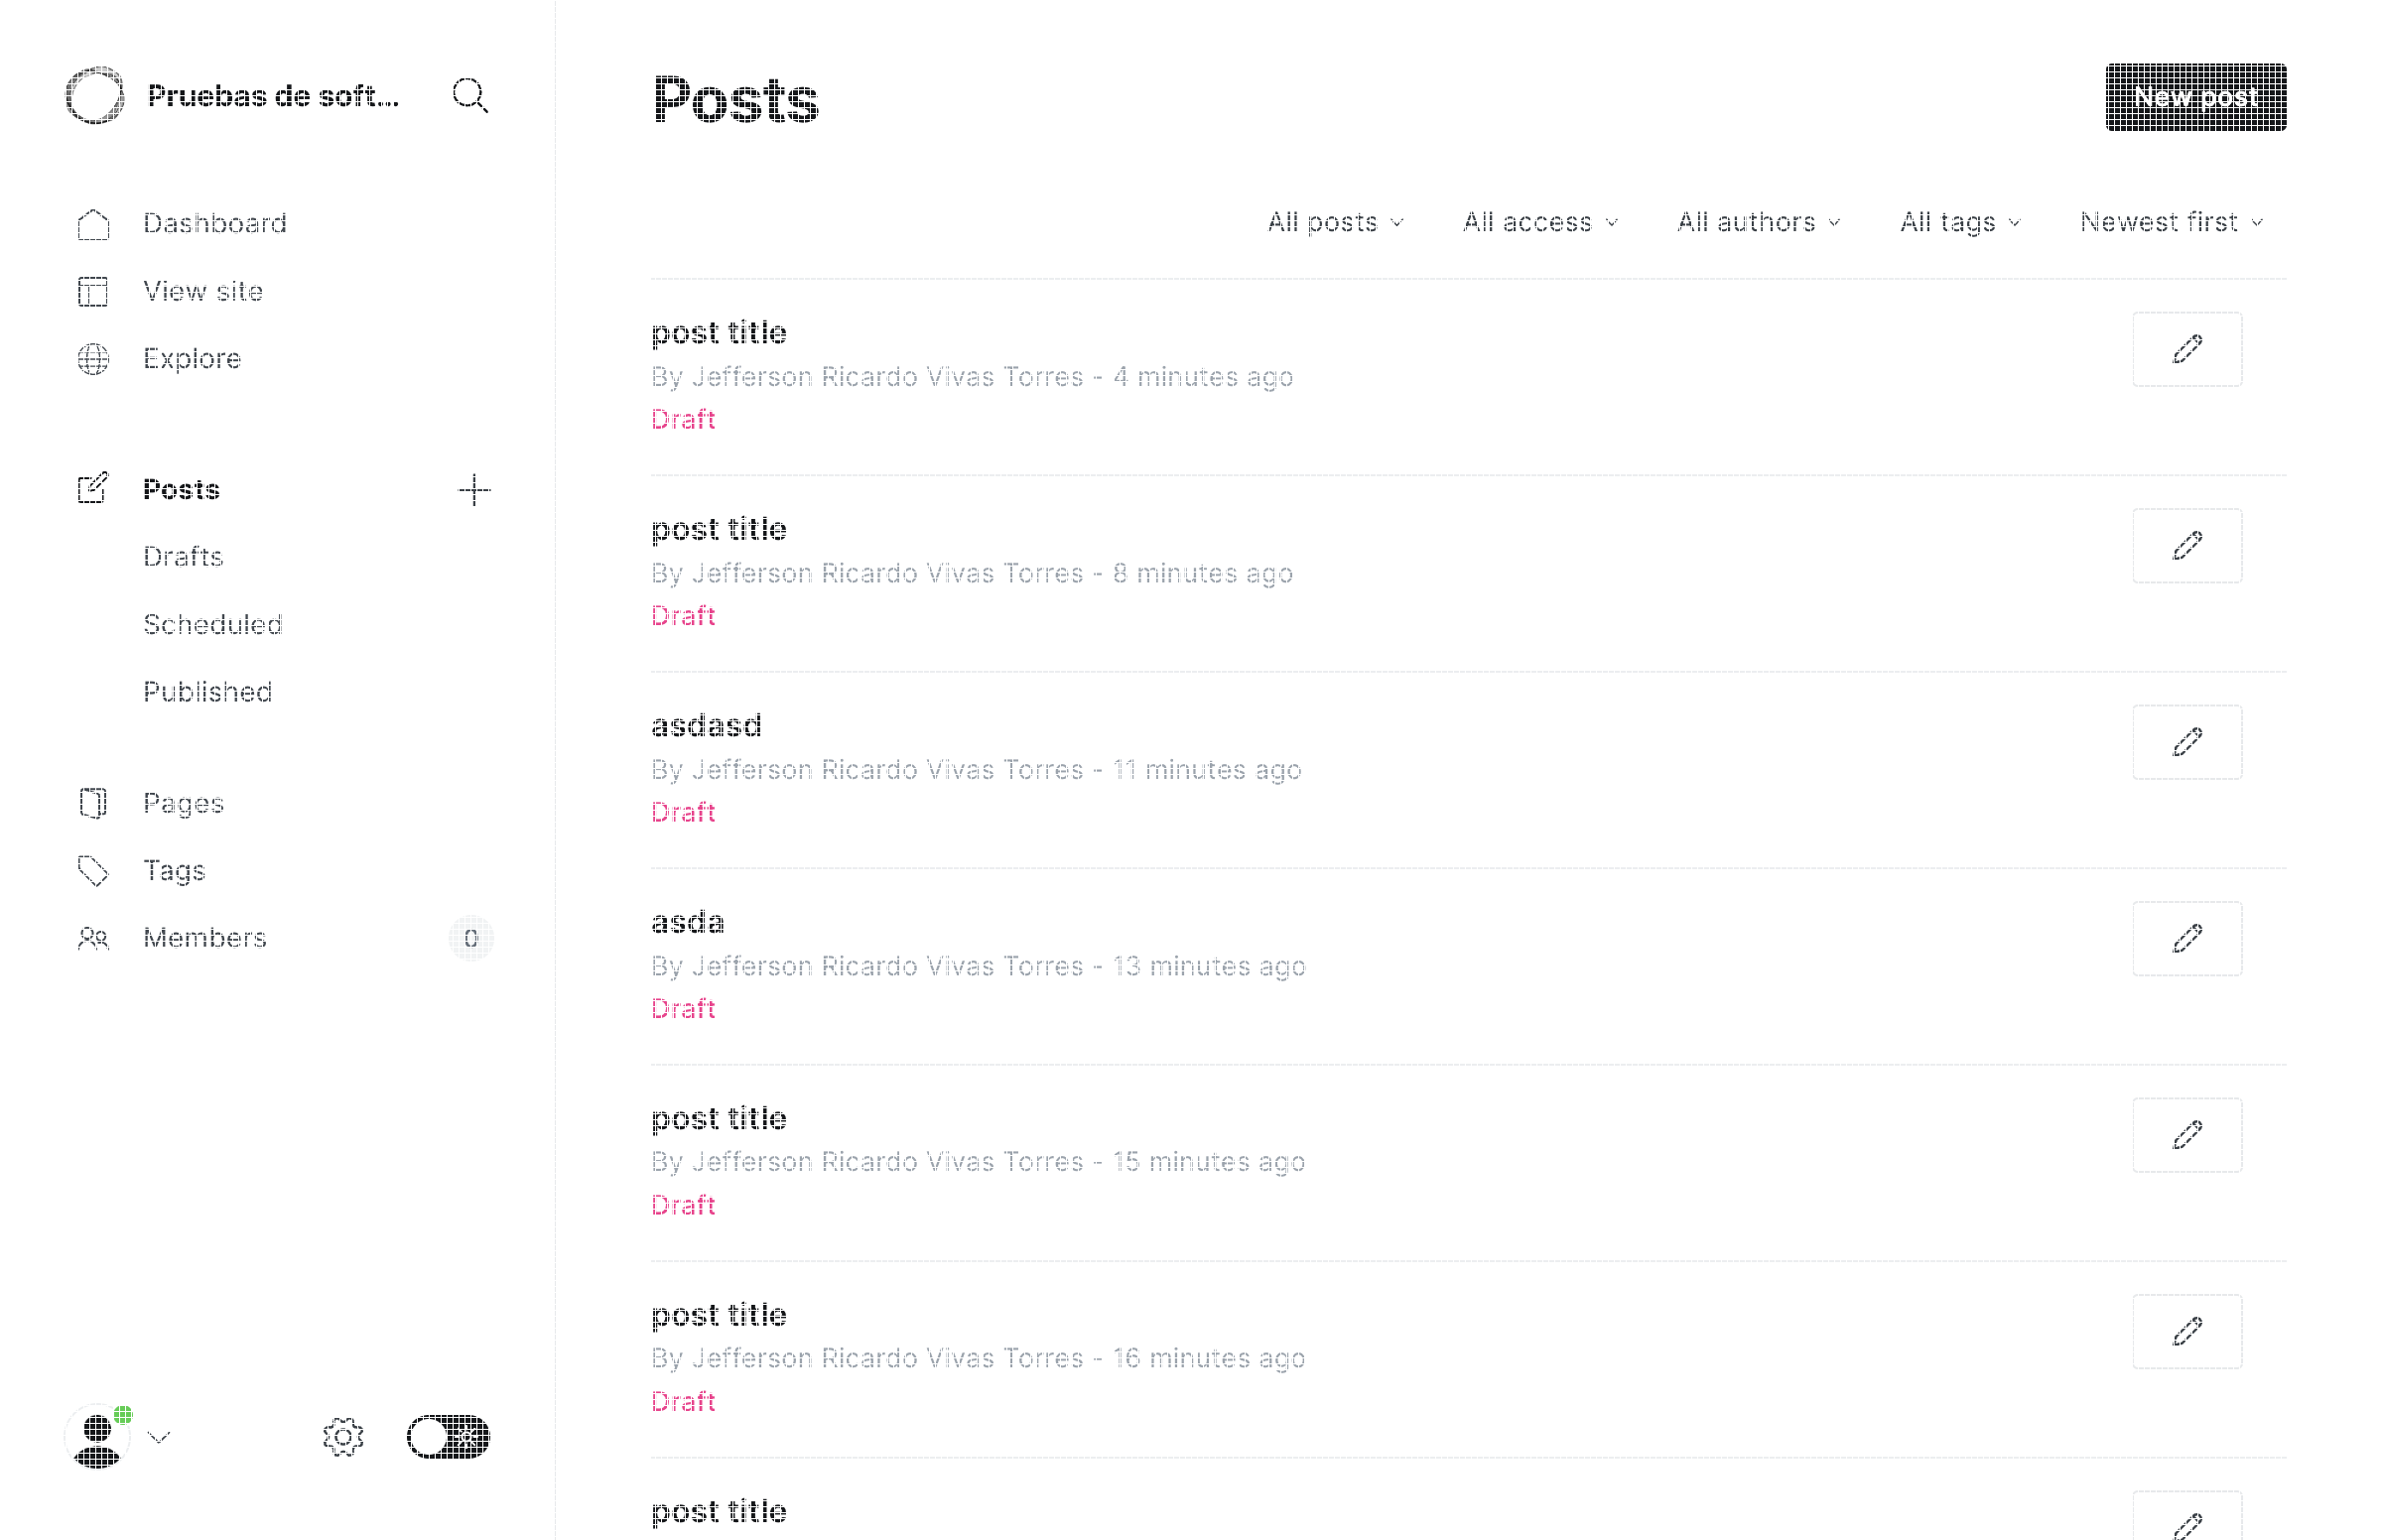 Pruebas de soft...
Dashboard
View site
Explore
Posts
Drafts
Scheduled
Published
Pages
Tags
Members 0
Posts
New post
All posts All access All authors All tags Newest first
post title
By Jefferson Ricardo Vivas Torres - 4 minutes ago
Draft
post title
By Jefferson Ricardo Vivas Torres - 8 minutes ago
Draft
asdasd
By Jefferson Ricardo Vivas Torres - 11 minutes ago
Draft
asda
By Jefferson Ricardo Vivas Torres - 13 minutes ago
Draft
post title
By Jefferson Ricardo Vivas Torres - 15 minutes ago
Draft
post title
By Jefferson Ricardo Vivas Torres - 16 minutes ago
Draft
post title